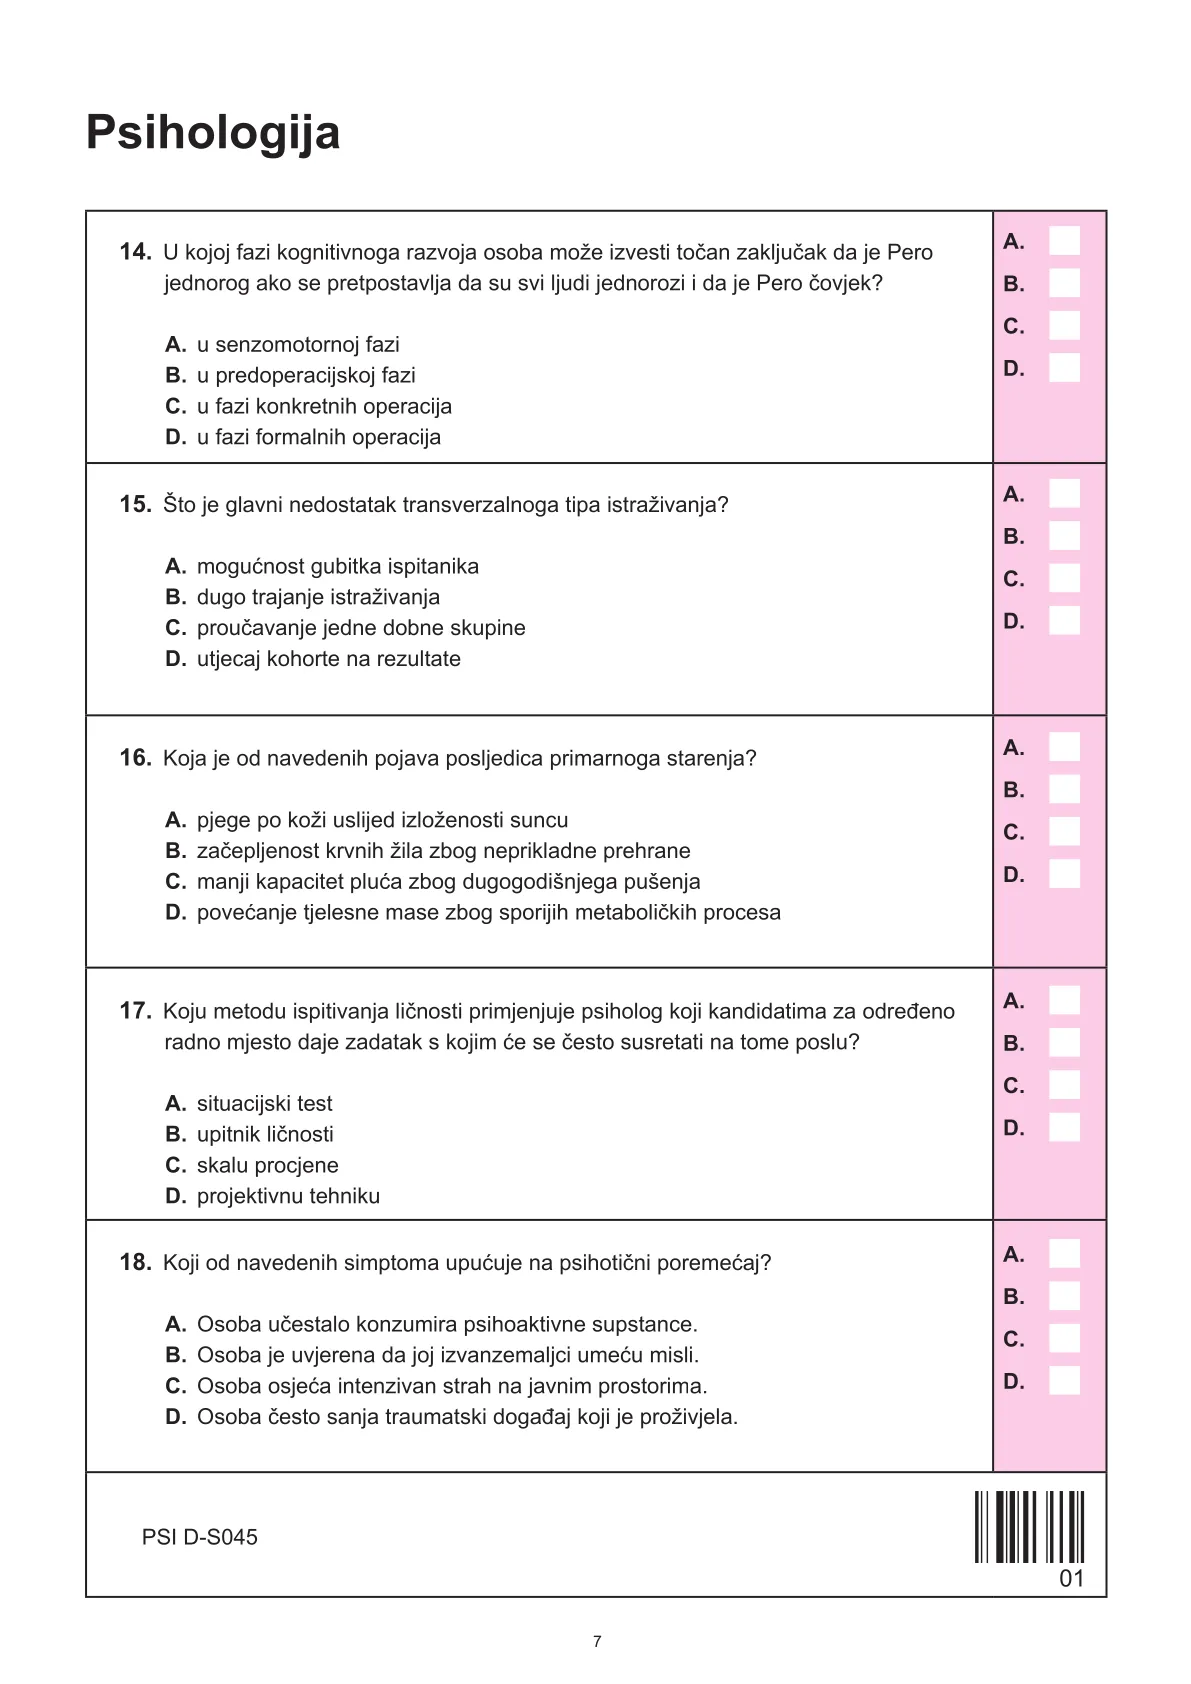 Psihologija
14. U kojoj fazi kognitivnoga razvoja osoba može izvesti točan zaključak da je Pero
jednorog ako se pretpostavlja da su svi ljudi jednorozi i da je Pero čovjek?
A. u senzomotornoj fazi
B. u predoperacijskoj fazi
C. u fazi konkretnih operacija
D. u fazi formalnih operacija
A.
B.
C.
D.
15. Što je glavni nedostatak transverzalnoga tipa istraživanja?
A. mogućnost gubitka ispitanika
B. dugo trajanje istraživanja
C. proučavanje jedne dobne skupine
D. utjecaj kohorte na rezultate
A.
B.
C.
D.
16. Koja je od navedenih pojava posljedica primarnoga starenja?
A. pjege po koži uslijed izloženosti suncu
B. začepljenost krvnih žila zbog neprikladne prehrane
C. manji kapacitet pluća zbog dugogodišnjega pušenja
D. povećanje tjelesne mase zbog sporijih metaboličkih procesa
A.
B.
C.
D.
17. Koju metodu ispitivanja ličnosti primjenjuje psiholog koji kandidatima za određeno
radno mjesto daje zadatak s kojim će se često susretati na tome poslu?
A. situacijski test
B. upitnik ličnosti
C. skalu procjene
D. projektivnu tehniku
A.
B.
C.
D.
18. Koji od navedenih simptoma upućuje na psihotični poremećaj?
A. Osoba učestalo konzumira psihoaktivne supstance.
B. Osoba je uvjerena da joj izvanzemaljci umeću misli.
C. Osoba osjeća intenzivan strah na javnim prostorima.
D. Osoba često sanja traumatski događaj koji je proživjela.
A.
B.
C.
D.
PSI D-S045
01
7